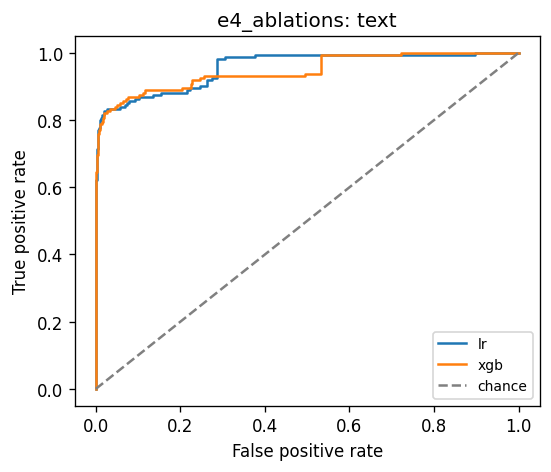 e4_ablations: text
True positive rate
1.0
0.8
0.6
0.4
0.2
0.0
lr
xgb
chance
0.0 0.2 0.4 0.6 0.8 1.0
False positive rate